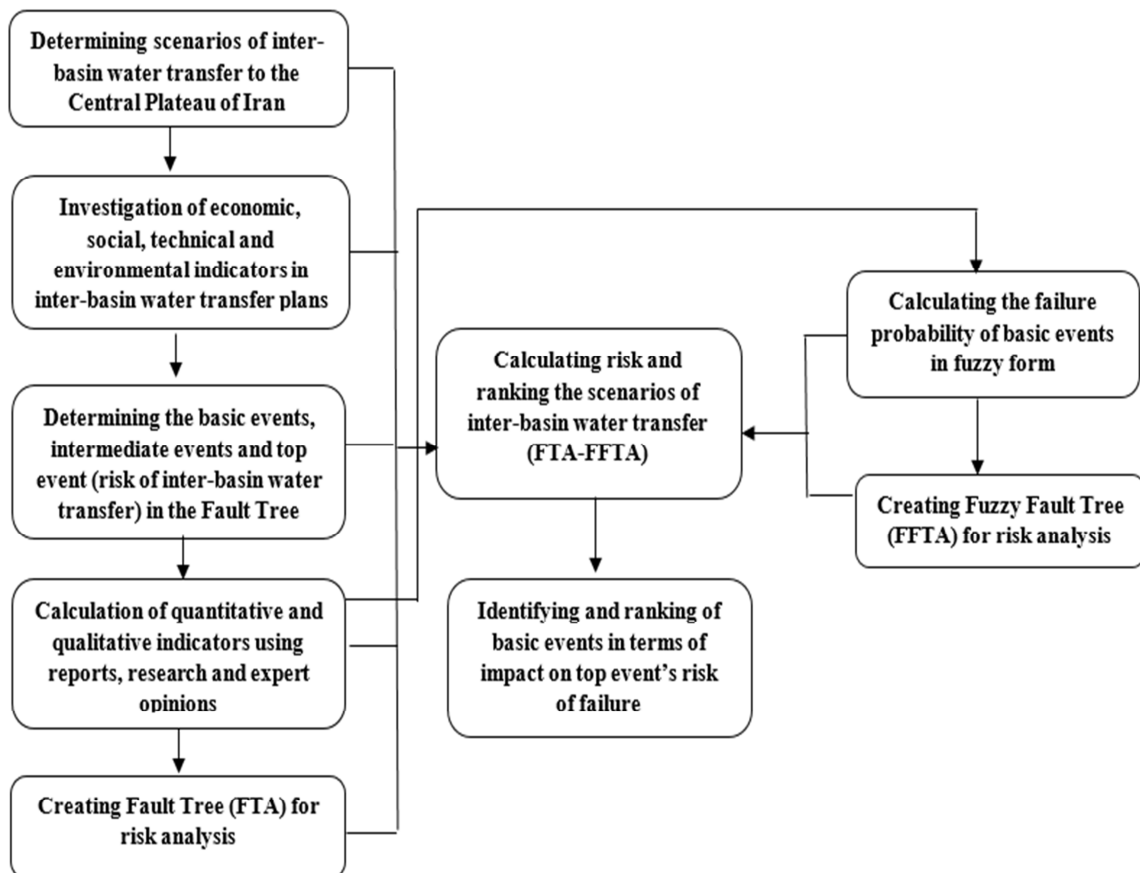 Determining scenarios of inter-
basin water transfer to the
Central Plateau of Iran
Investigation of economic,
social, technical and
environmental indicators in
inter-basin water transfer plans
Determining the basic events,
intermediate events and top
event (risk of inter-basin water
transfer) in the Fault Tree
Calculation of quantitative and
qualitative indicators using
reports, research and expert
opinions
Creating Fault Tree (FTA) for
risk analysis
Calculating risk and
ranking the scenarios of
inter-basin water transfer
(FTA-FFTA)
Identifying and ranking of
basic events in terms of
impact on top event’s risk
of failure
Calculating the failure
probability of basic events
in fuzzy form
Creating Fuzzy Fault Tree
(FFTA) for risk analysis